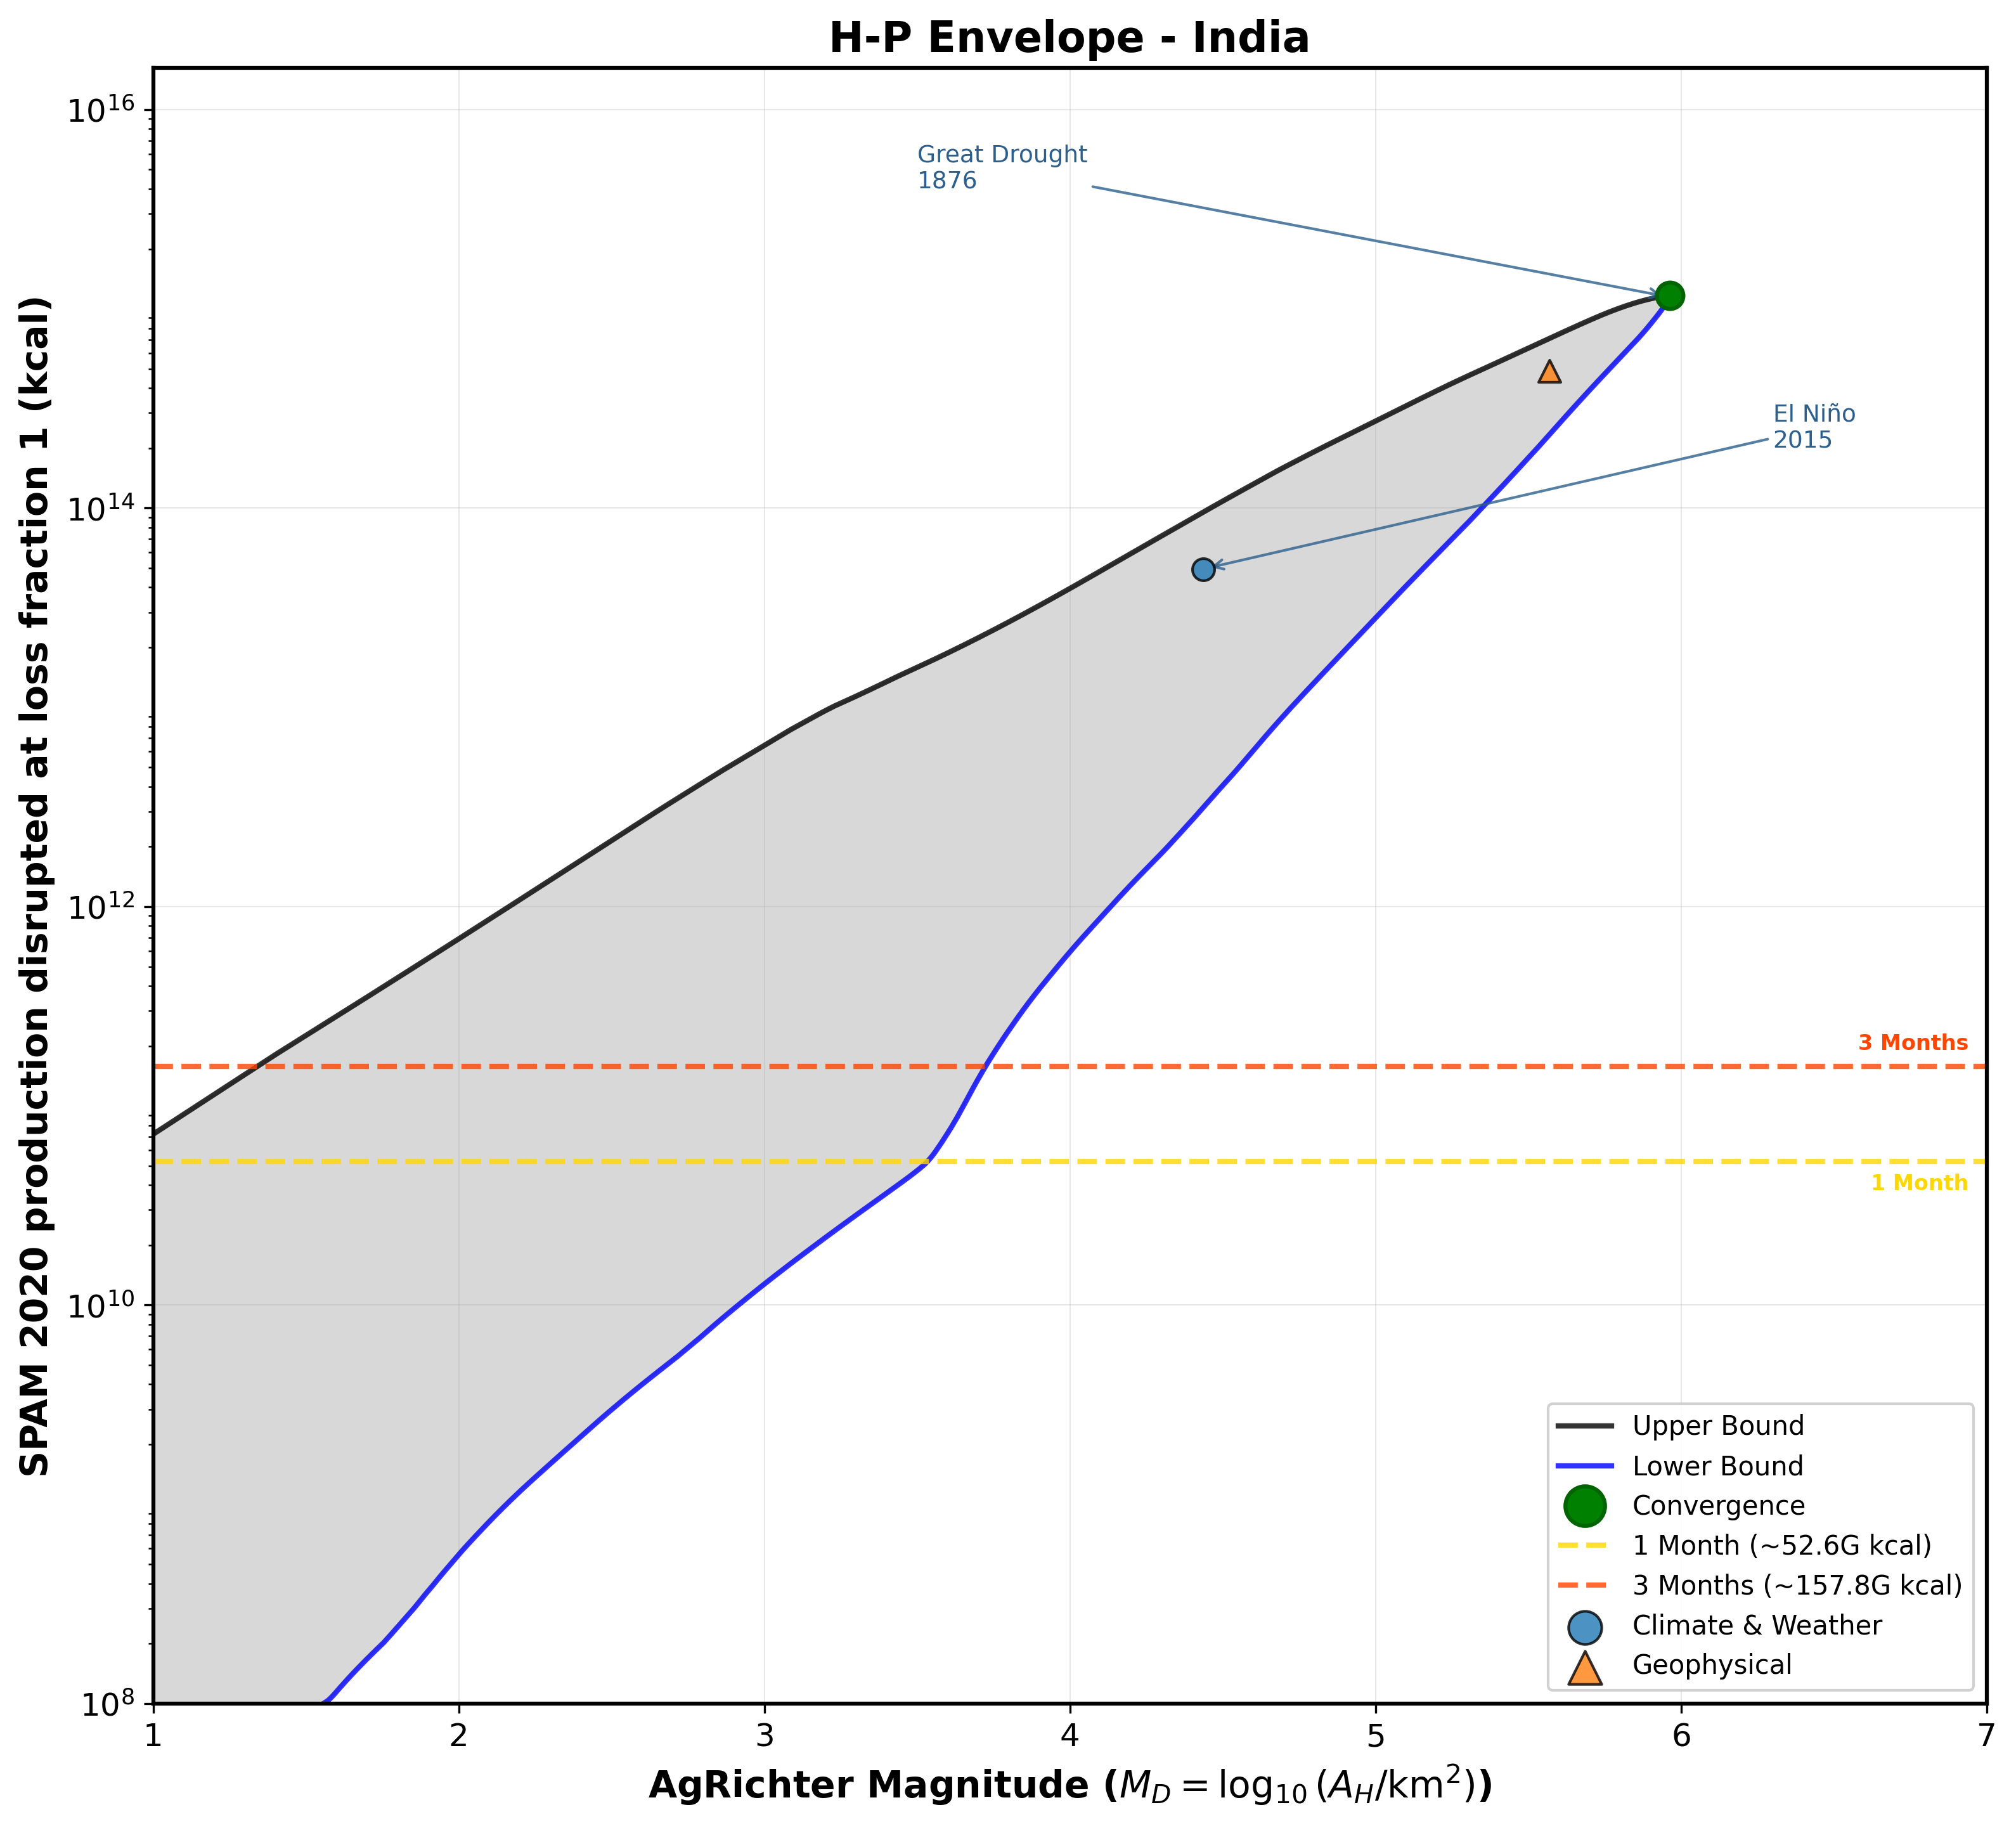 H-P Envelope - India
SPAM 2020 production disrupted at loss fraction 1 (kcal)
10^16
10^14
10^12
10^10
10^8
Great Drought
1876
El Niño
2015
3 Months
1 Month
Upper Bound
Lower Bound
Convergence
1 Month (~52.6G kcal)
3 Months (~157.8G kcal)
Climate & Weather
Geophysical
1 2 3 4 5 6 7
AgRichter Magnitude (M_D = log_10 (A_H/km^2))